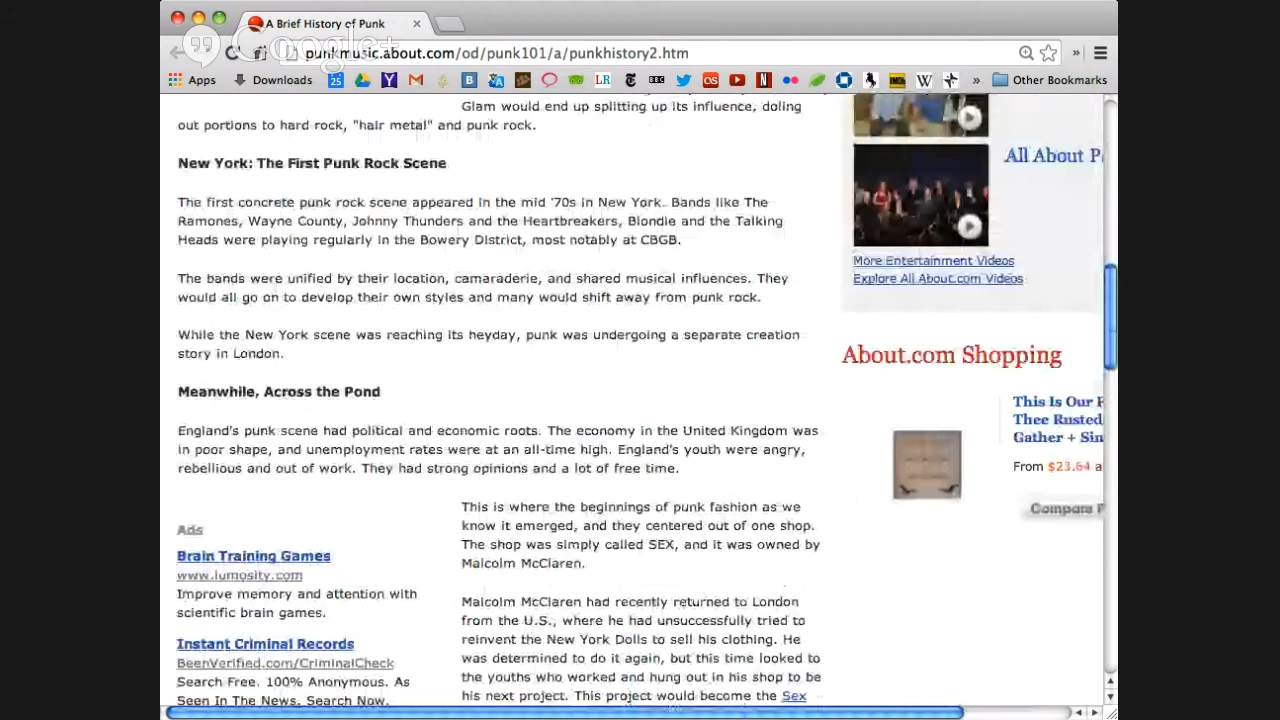 A Brief History of Punk
Google+
punkmusic.about.com/od/punk101/a/punkhistory2.htm
Apps
Downloads
25
Y
B
LR
BBC
os
N
IMDb
W
Other Bookmarks
Glam would end up splitting up its influence, doling
out portions to hard rock, "hair metal" and punk rock.
New York: The First Punk Rock Scene
The first concrete punk rock scene appeared in the mid '70s in New York. Bands like The
Ramones, Wayne County, Johnny Thunders and the Heartbreakers, Blondie and the Talking
Heads were playing regularly in the Bowery District, most notably at CBGB.
The bands were unified by their location, camaraderie, and shared musical influences. They
would all go on to develop their own styles and many would shift away from punk rock.
While the New York scene was reaching its heyday, punk was undergoing a separate creation
story in London.
Meanwhile, Across the Pond
England's punk scene had political and economic roots. The economy in the United Kingdom was
in poor shape, and unemployment rates were at an all-time high. England's youth were angry,
rebellious and out of work. They had strong opinions and a lot of free time.
This is where the beginnings of punk fashion as we
know it emerged, and they centered out of one shop.
The shop was simply called SEX, and it was owned by
Malcolm McClaren.
Malcolm McClaren had recently returned to London
from the U.S., where he had unsuccessfully tried to
reinvent the New York Dolls to sell his clothing. He
was determined to do it again, but this time looked to
the youths who worked and hung out in his shop to be
his next project. This project would become the Sex
Ads
Brain Training Games
www.lumosity.com
Improve memory and attention with
scientific brain games.
Instant Criminal Records
BeenVerified.com/CriminalCheck
Search Free. 100% Anonymous. As
Seen In The News. Search Now.
All About P
More Entertainment Videos
Explore All About.com Videos
About.com Shopping
This Is Our
Thee Rusted
Gather + Sin
From $23.64 a
Compare